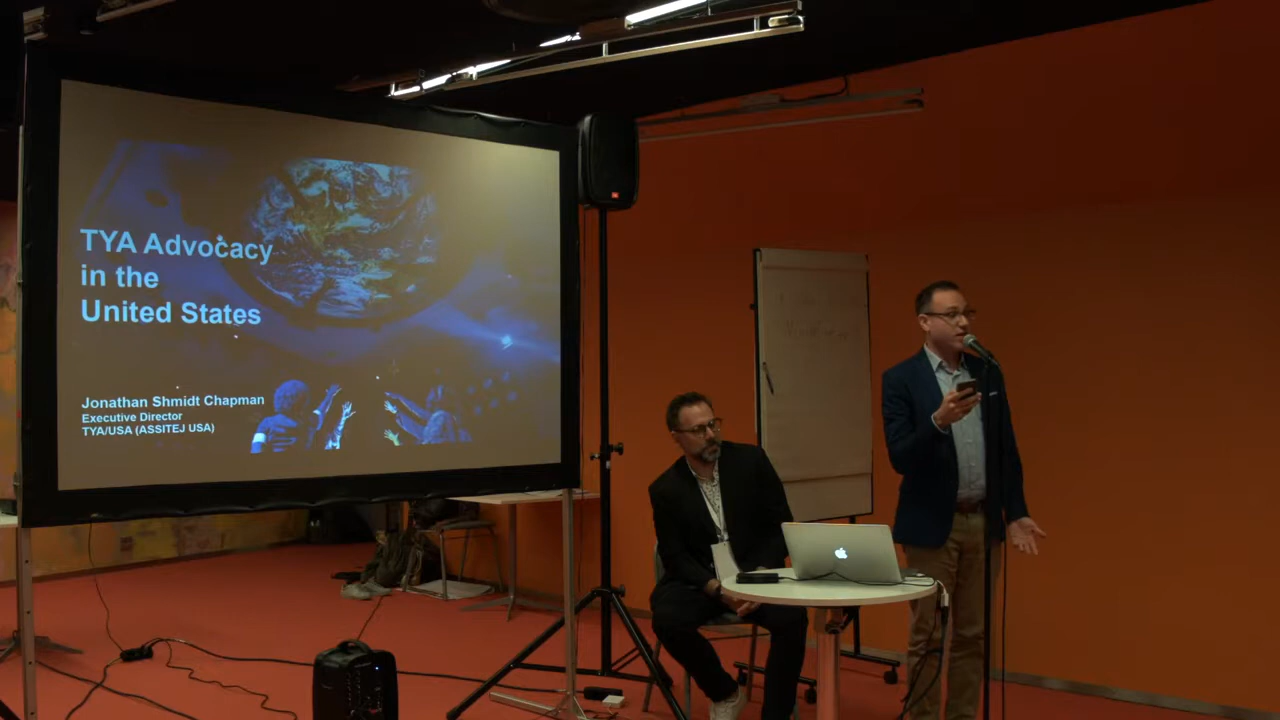 TYA Advocacy
in the
United States
Jonathan Shmidt Chapman
Executive Director
TYA/USA (ASSITEJ USA)